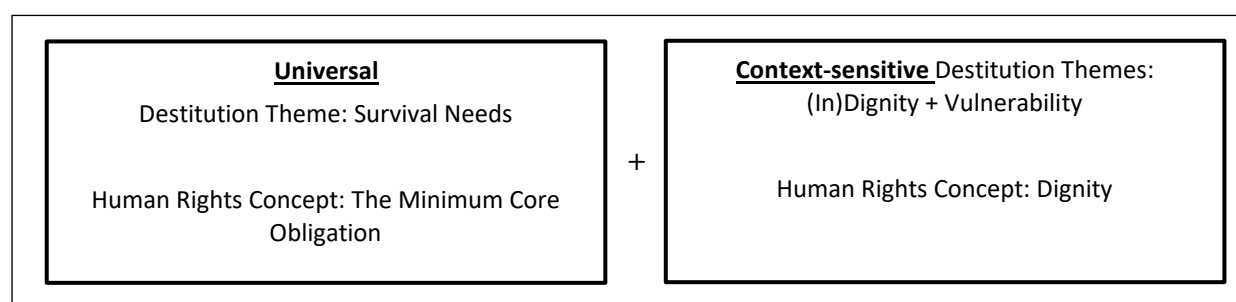 Universal
Destitution Theme: Survival Needs
Human Rights Concept: The Minimum Core
Obligation
+
Context-sensitive Destitution Themes:
(In)Dignity + Vulnerability
Human Rights Concept: Dignity